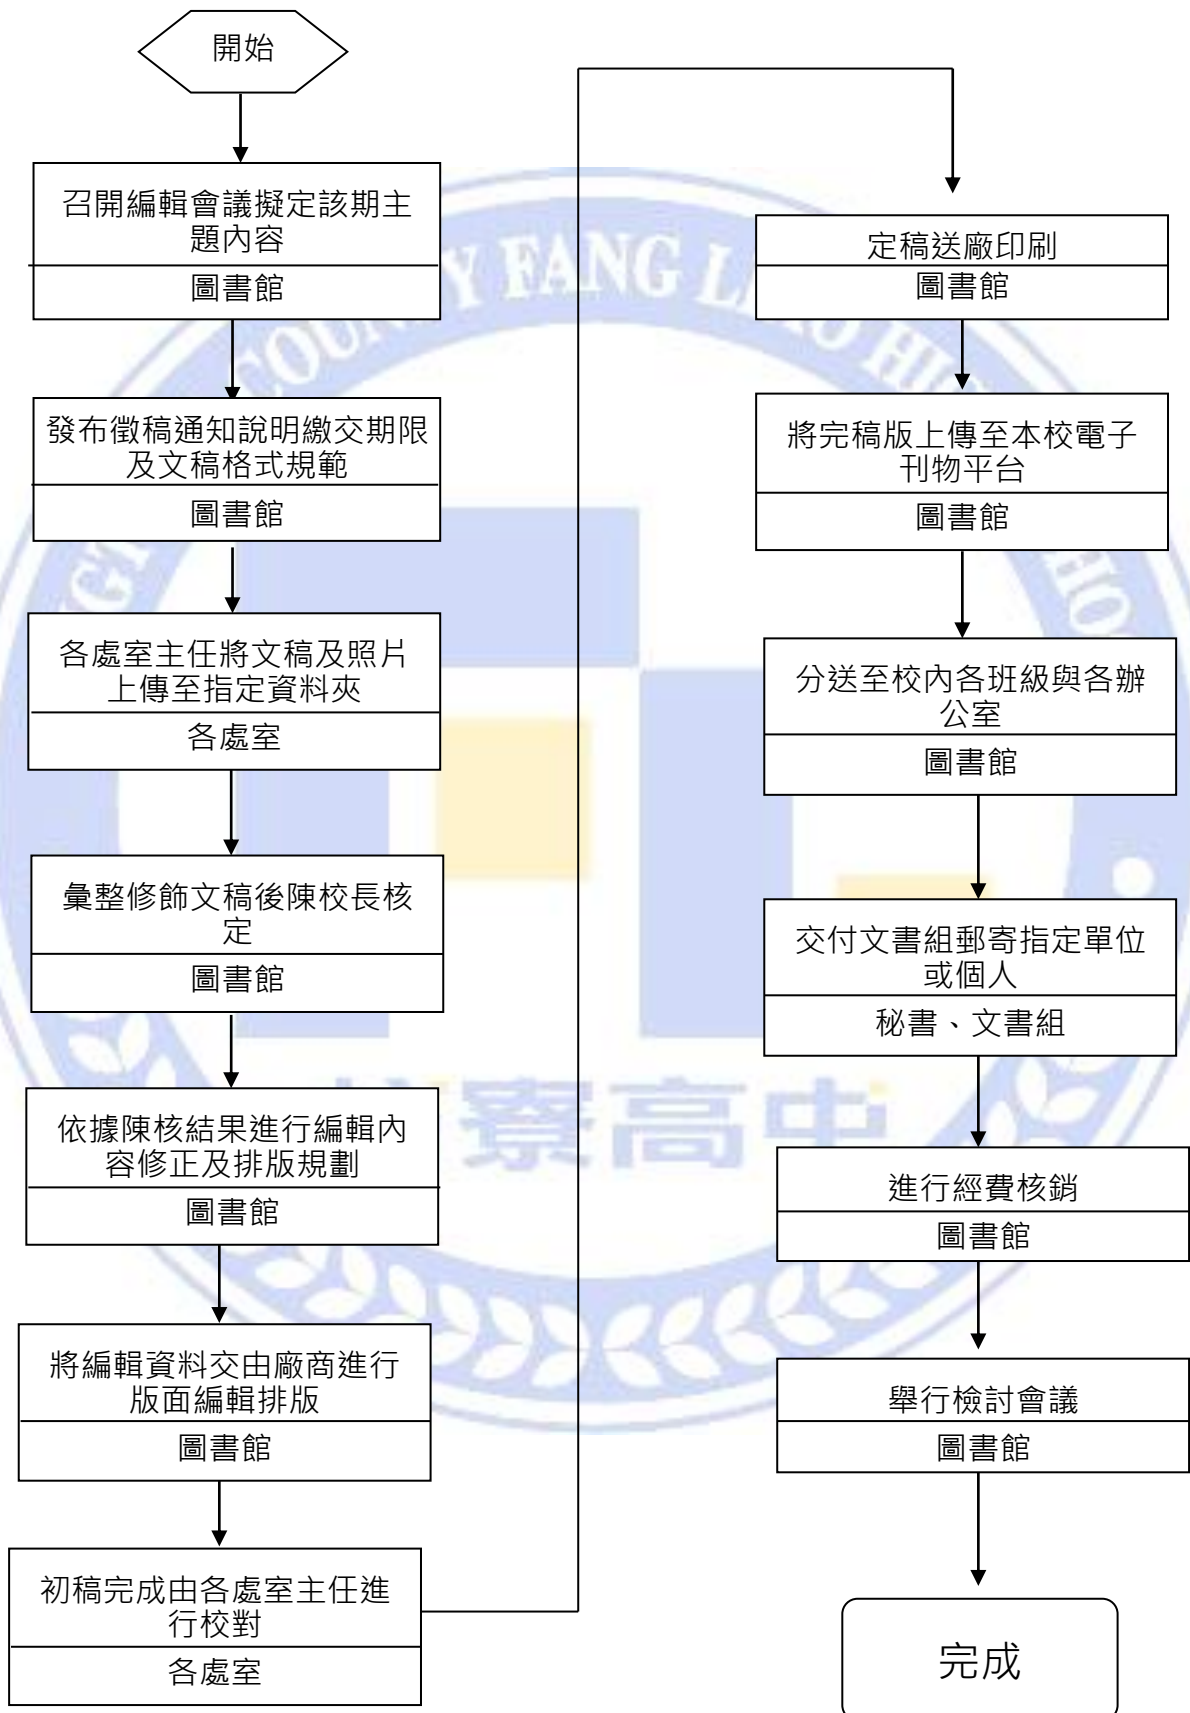 開始
召開編輯會議擬定該期主
題內容
圖書館
發布徵稿通知說明繳交期限
及文稿格式規範
圖書館
各處室主任將文稿及照片
上傳至指定資料夾
各處室
彙整修飾文稿後陳校長核
定
圖書館
依據陳核結果進行編輯內
容修正及排版規劃
圖書館
將編輯資料交由廠商進行
版面編輯排版
圖書館
初稿完成由各處室主任進
行校對
各處室
定稿送廠印刷
圖書館
將完稿版上傳至本校電子
刊物平台
圖書館
分送至校內各班級與各辦
公室
圖書館
交付文書組郵寄指定單位
或個人
秘書、文書組
進行經費核銷
圖書館
舉行檢討會議
圖書館
完成
FANG
寮高中